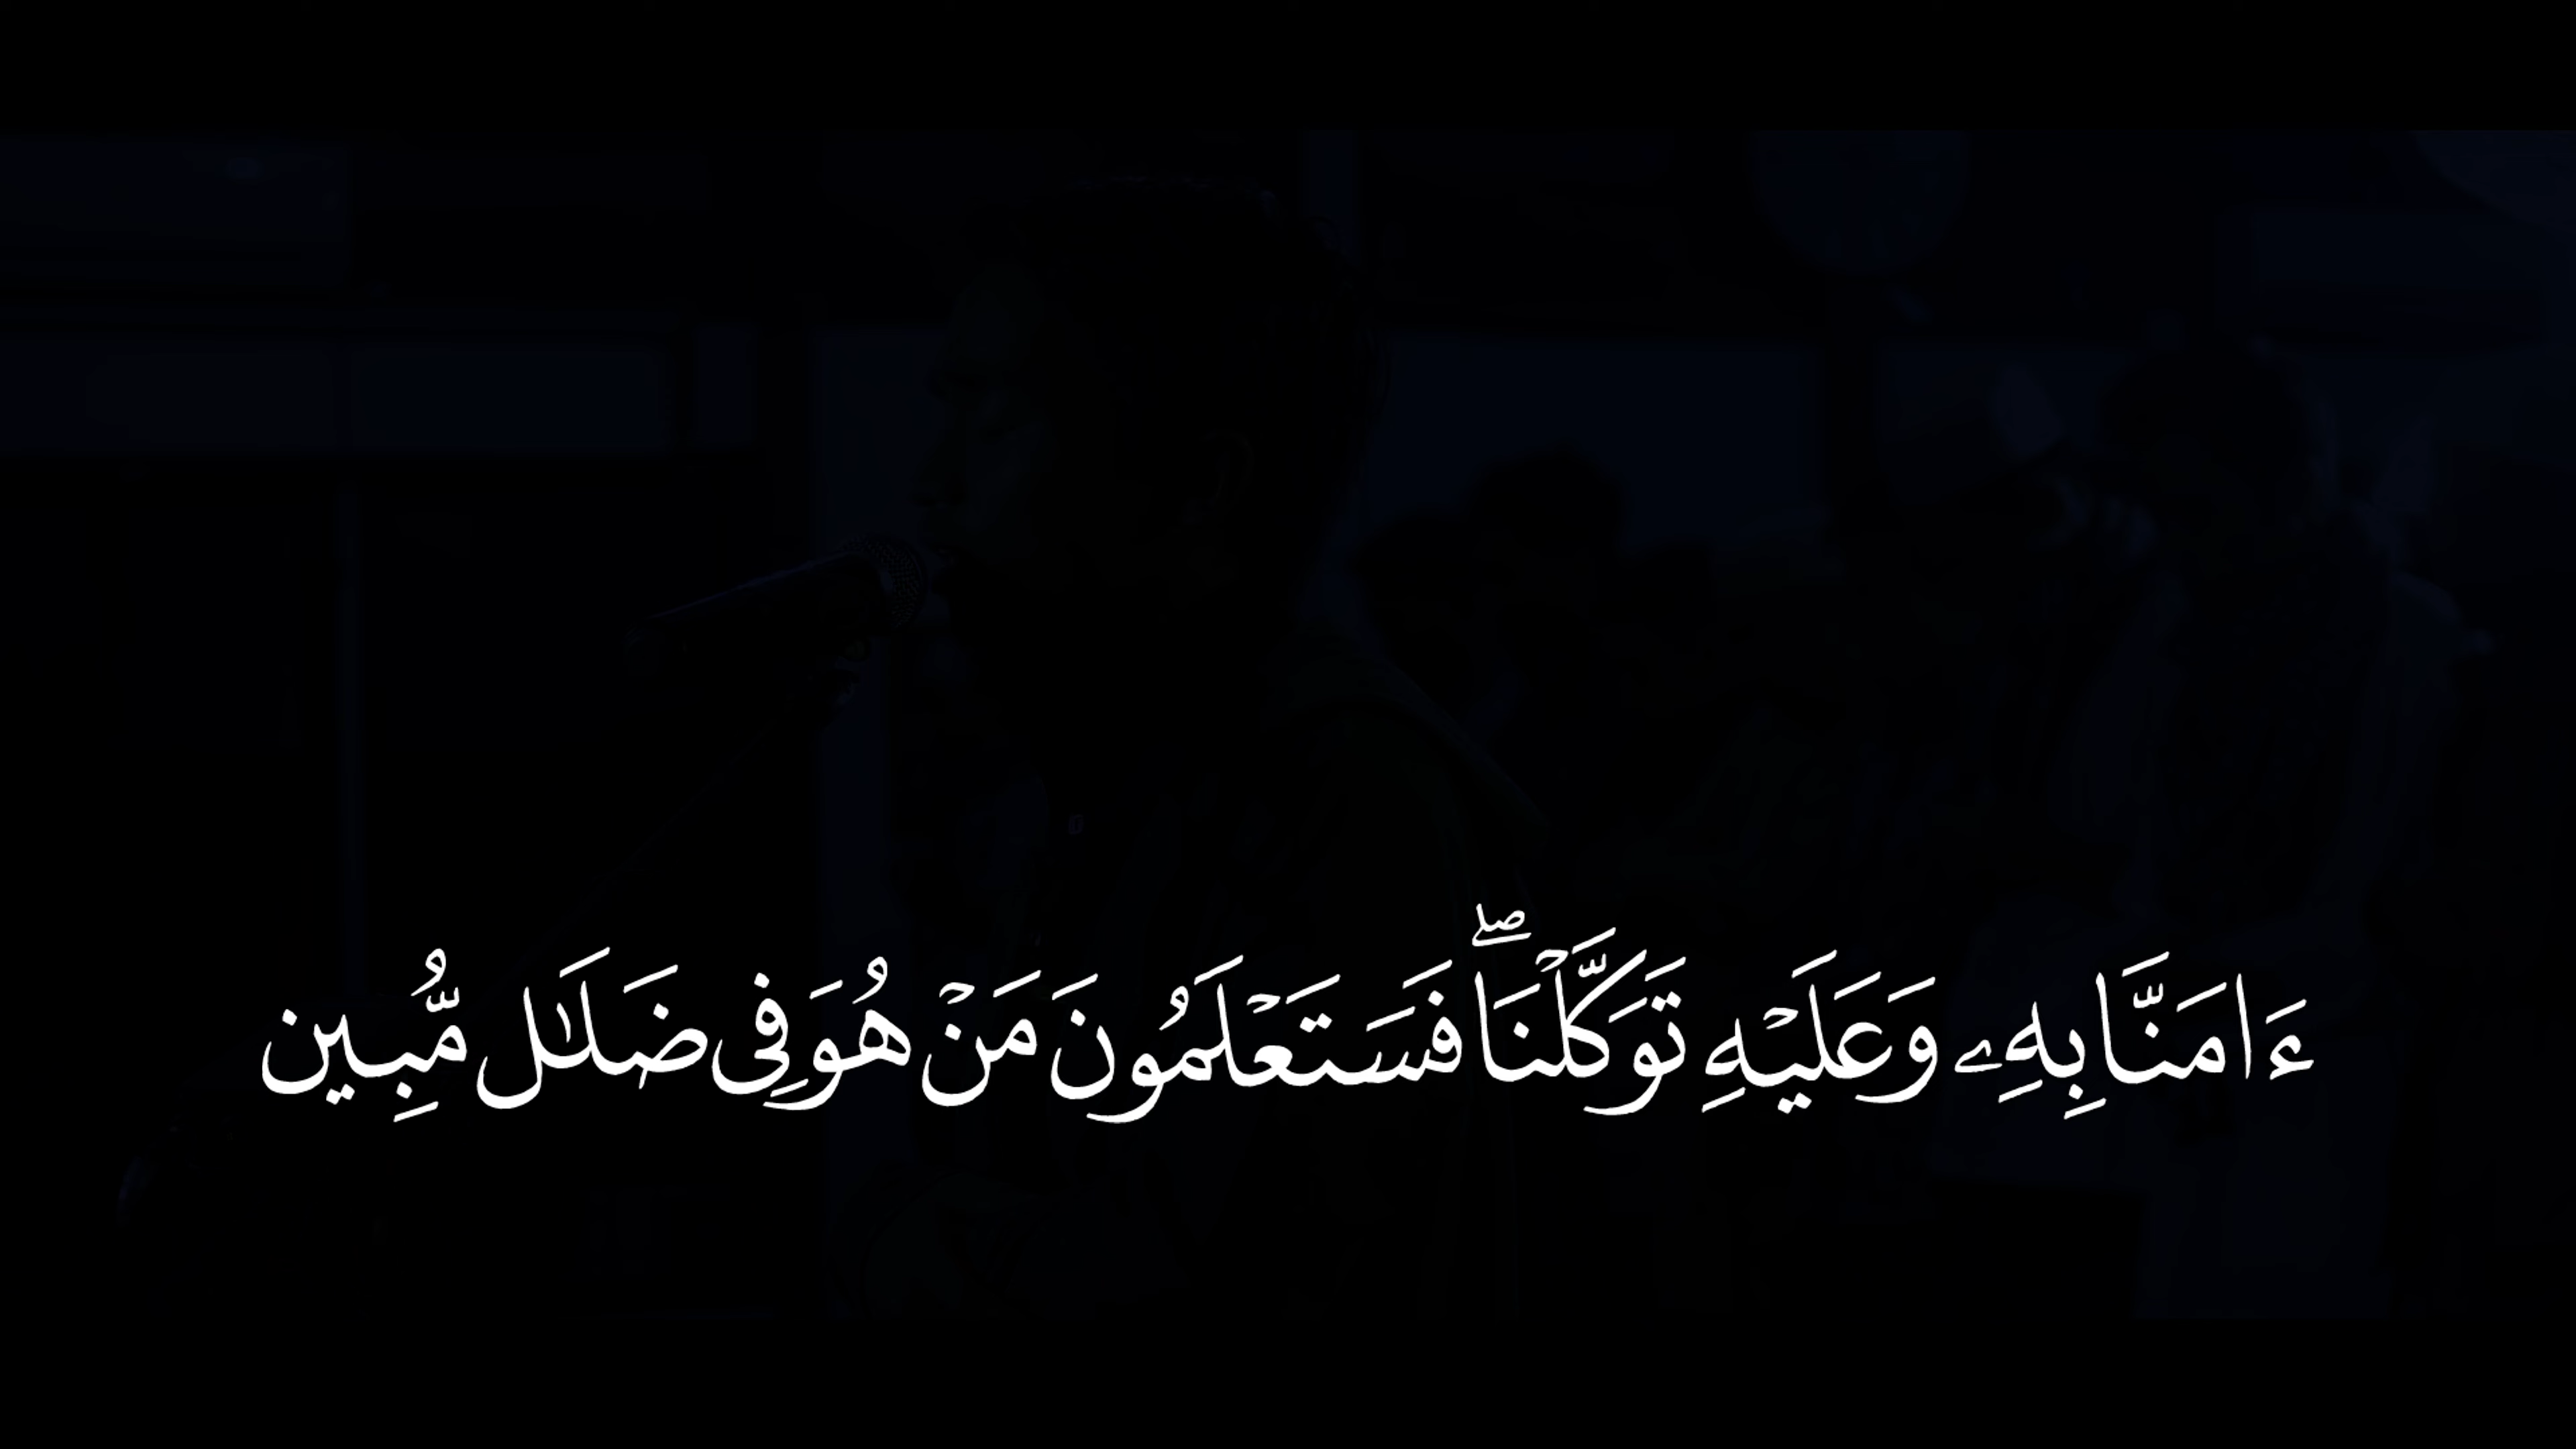 ءَامَنَّا بِهِۦ وَعَلَيْهِ تَوَكَّلْنَا ۖ فَسَتَعْلَمُونَ مَنْ هُوَ فِى ضَلَـٰل مُّبِين